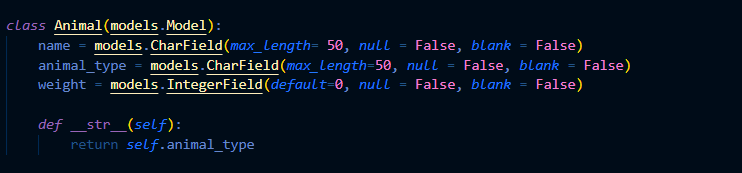 class Animal(models.Model):
    name = models.CharField(max_length= 50, null = False, blank = False)
    animal_type = models.CharField(max_length=50, null = False, blank = False)
    weight = models.IntegerField(default=0, null = False, blank = False)
    def __str__(self):
        return self.animal_type